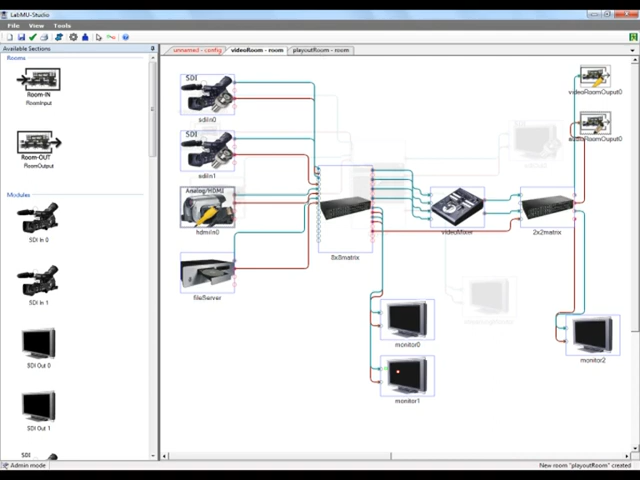 LabMU-Studio
File View Tools
Available Sections
unnamed - config
videoRoom - room
playoutRoom - room
Rooms
Room-IN
RoomInput
Room-OUT
RoomOutput
Modules
SDI In 0
SDI In 1
SDI Out 0
SDI Out 1
SDI
SDI
sdiIn0
SDI
sdiIn1
Analog/HDMI
hdmiIn0
fileServer
8x8matrix
videoMixer
2x2matrix
videoRoomOuput0
monitor0
monitor1
monitor2
Admin mode
New room "playoutRoom" created